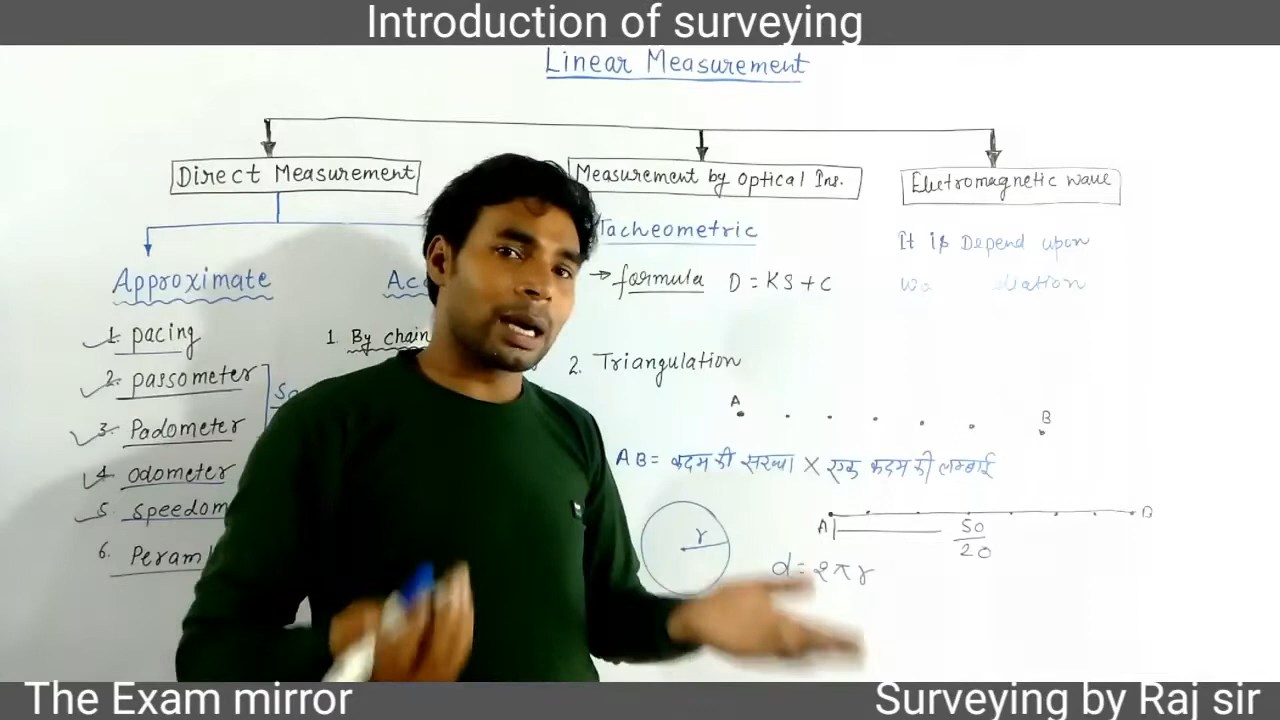 Introduction of surveying
Linear Measurement
Direct Measurement
Measurement by Optical Ins.
Electromagnetic wave
Approximate
1. pacing
2. passometer
3. Padometer
4. odometer
5. speedom
6. Peram
Ac
1. By chain
Tacheometric
→ formula D = KS + C
2. Triangulation
It is Depend upon
A
B
AB = कदम की सख्या × एक कदम की लम्बाई
r
A
B
50
20
d = 2πr
The Exam mirror
Surveying by Raj sir